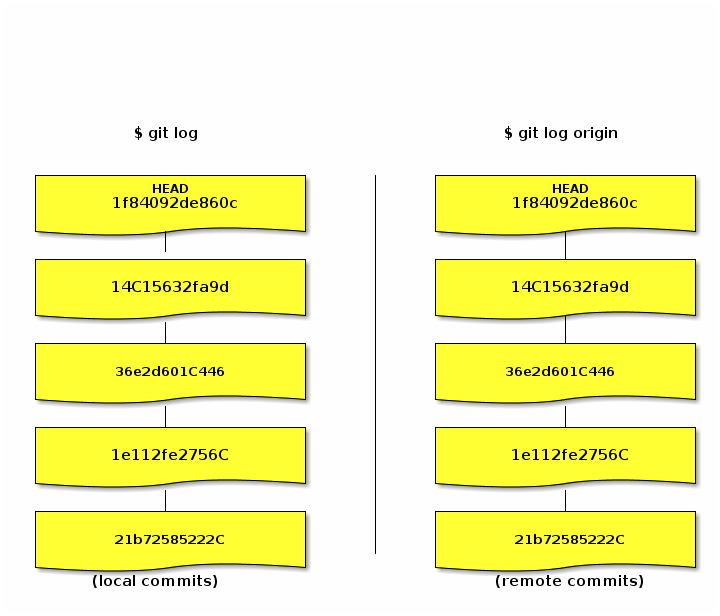 $ git log
HEAD
1f84092de860c
14C15632fa9d
36e2d601C446
1e112fe2756C
21b72585222C
(local commits)
$ git log origin
HEAD
1f84092de860c
14C15632fa9d
36e2d601C446
1e112fe2756C
21b72585222C
(remote commits)